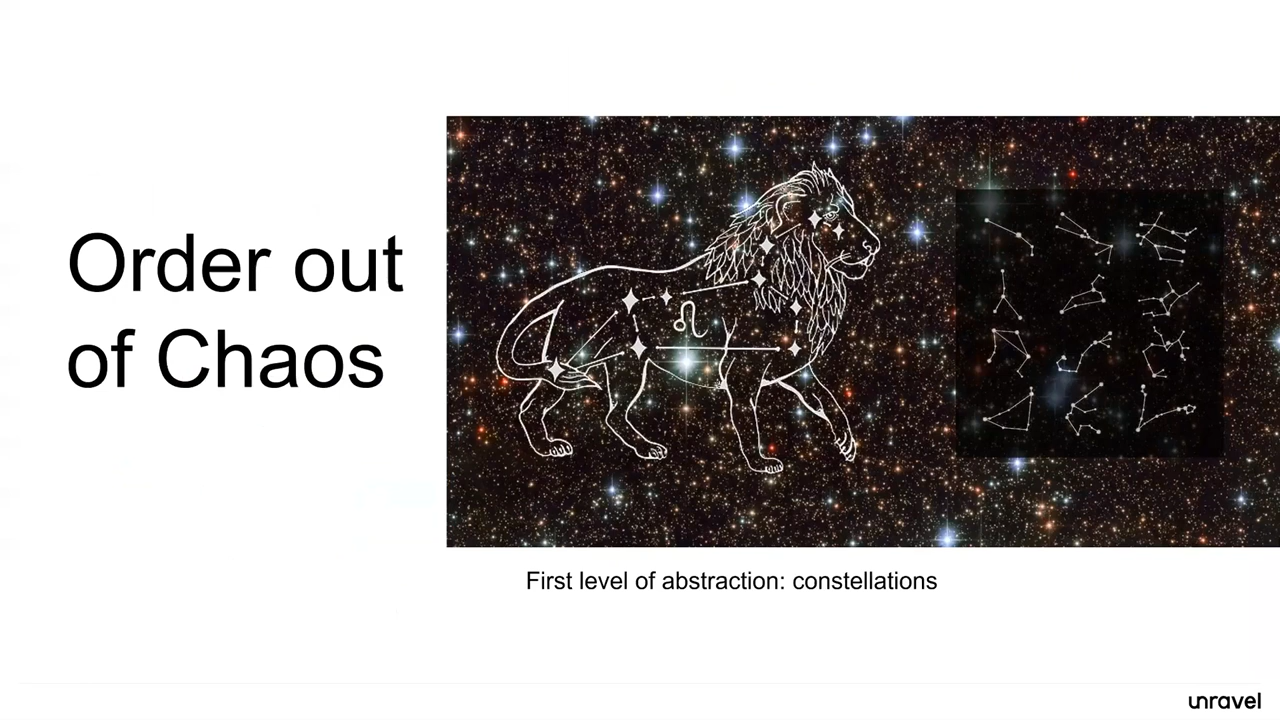 Order out
of Chaos
First level of abstraction: constellations
unravel